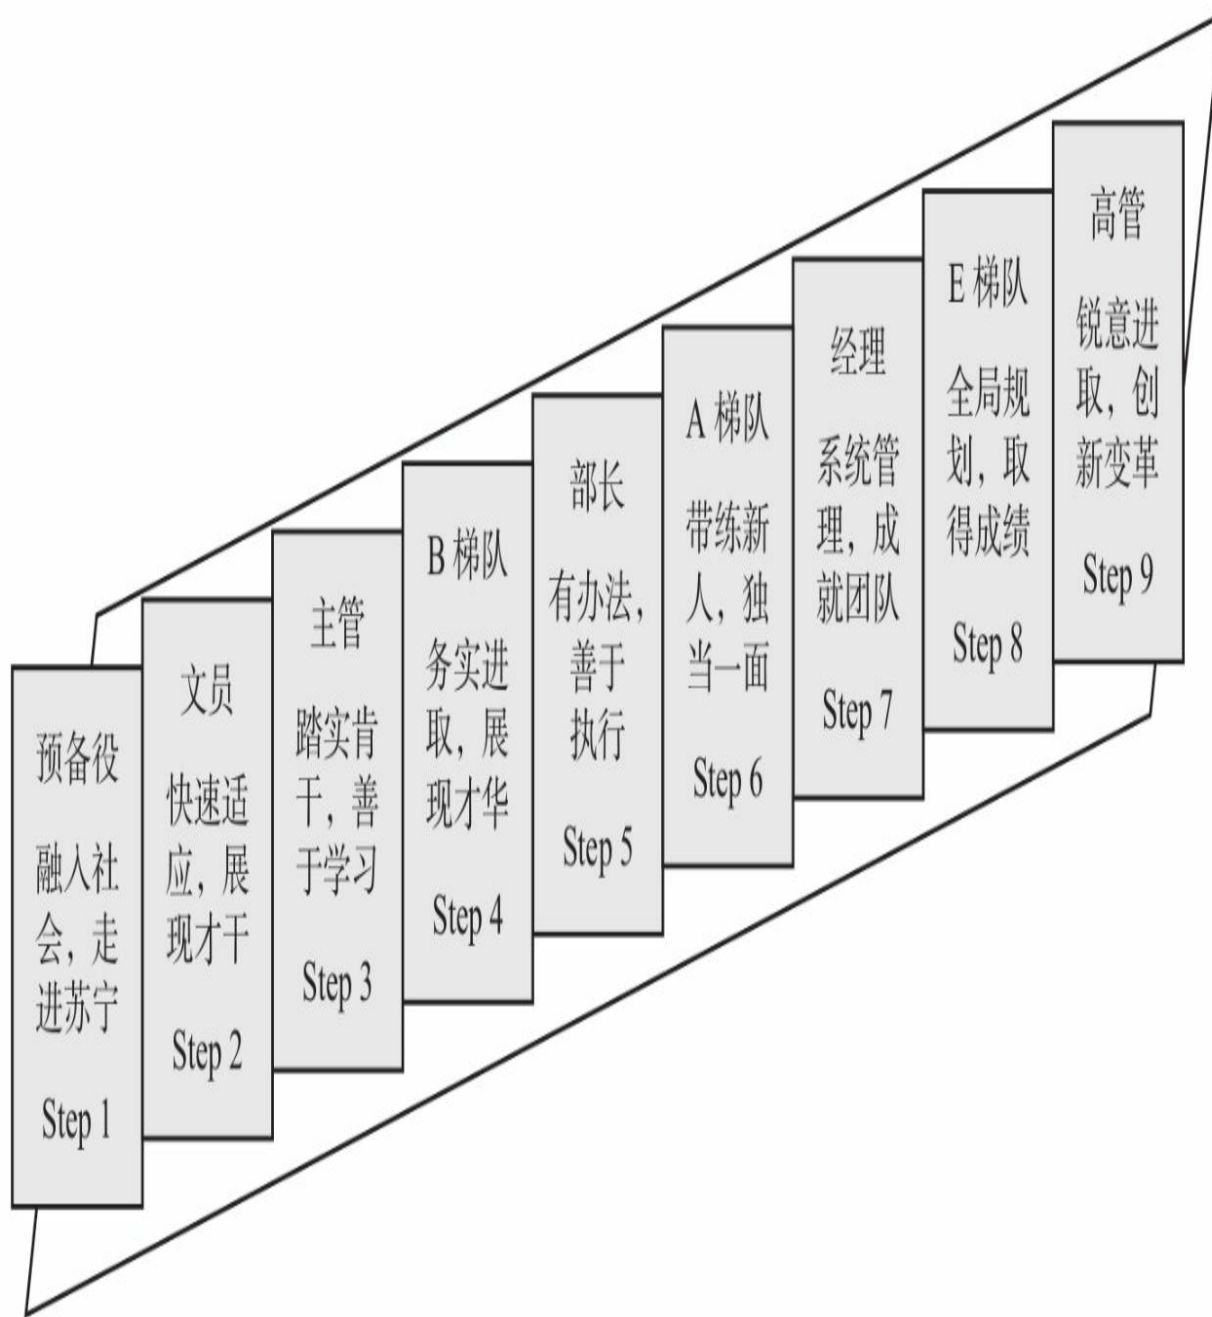 预备役
融入社
会，走
进苏宁
Step 1
文员
快速适
应，展
现才干
Step 2
主管
踏实肯
干，善
于学习
Step 3
B 梯队
务实进
取，展
现才华
Step 4
部长
有办法，
善于
执行
Step 5
A 梯队
带练新
人，独
当一面
Step 6
经理
系统管
理，成
就团队
Step 7
E 梯队
全局规
划，取
得成绩
Step 8
高管
锐意进
取，创
新变革
Step 9